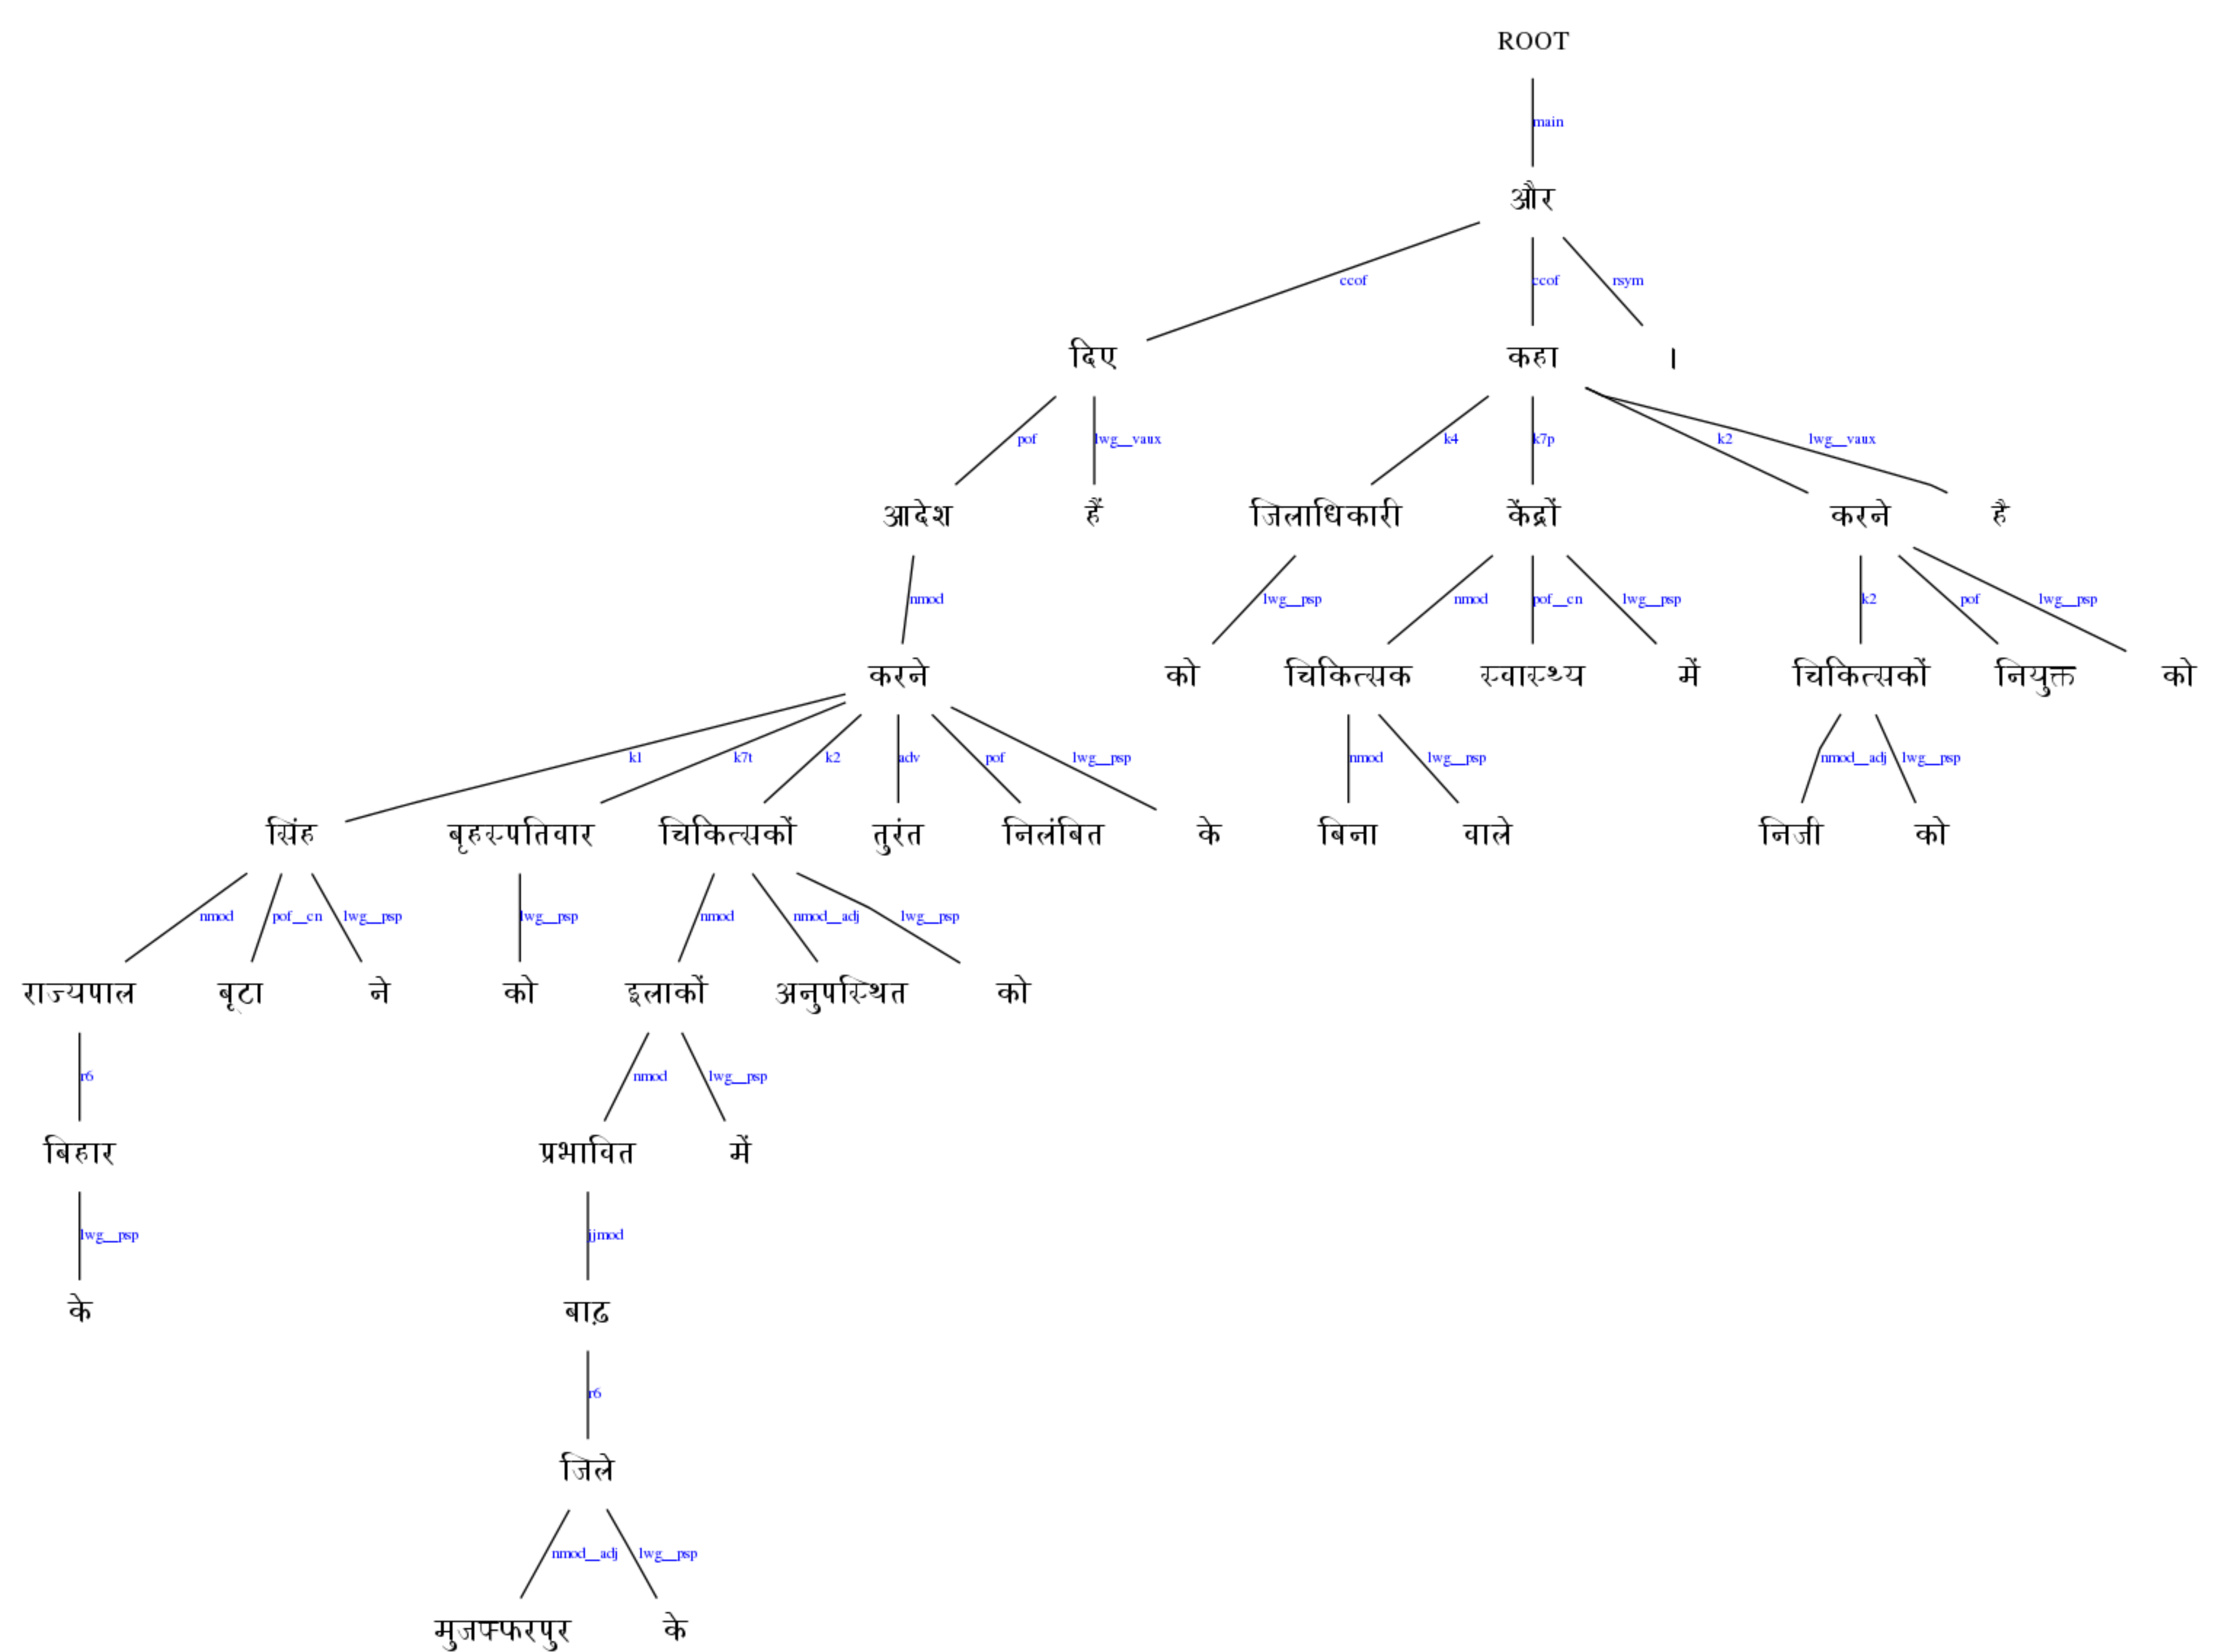 ROOT
main
और
ccof ccof rsym
दिए कहा ।
pof lwg__vaux k4 k7p k2 lwg__vaux
आदेश हैं जिलाधिकारी केंद्रों करने है
nmod lwg__psp nmod pof__cn lwg__psp k2 pof lwg__psp
करने को चिकित्सक स्वास्थ्य में चिकित्सकों नियुक्त को
k1 k7t k2 adv pof lwg__psp nmod lwg__psp nmod__adj lwg__psp
सिंह बृहस्पतिवार चिकित्सकों तुरंत निलंबित के बिना वाले निजी को
nmod pof__cn lwg__psp lwg__psp nmod nmod__adj lwg__psp
राज्यपाल बूटा ने को इलाकों अनुपस्थित को
r6 nmod lwg__psp
बिहार प्रभावित में
lwg__psp jjmod
के बाढ़
r6
जिले
nmod__adj lwg__psp
मुजफ्फरपुर के